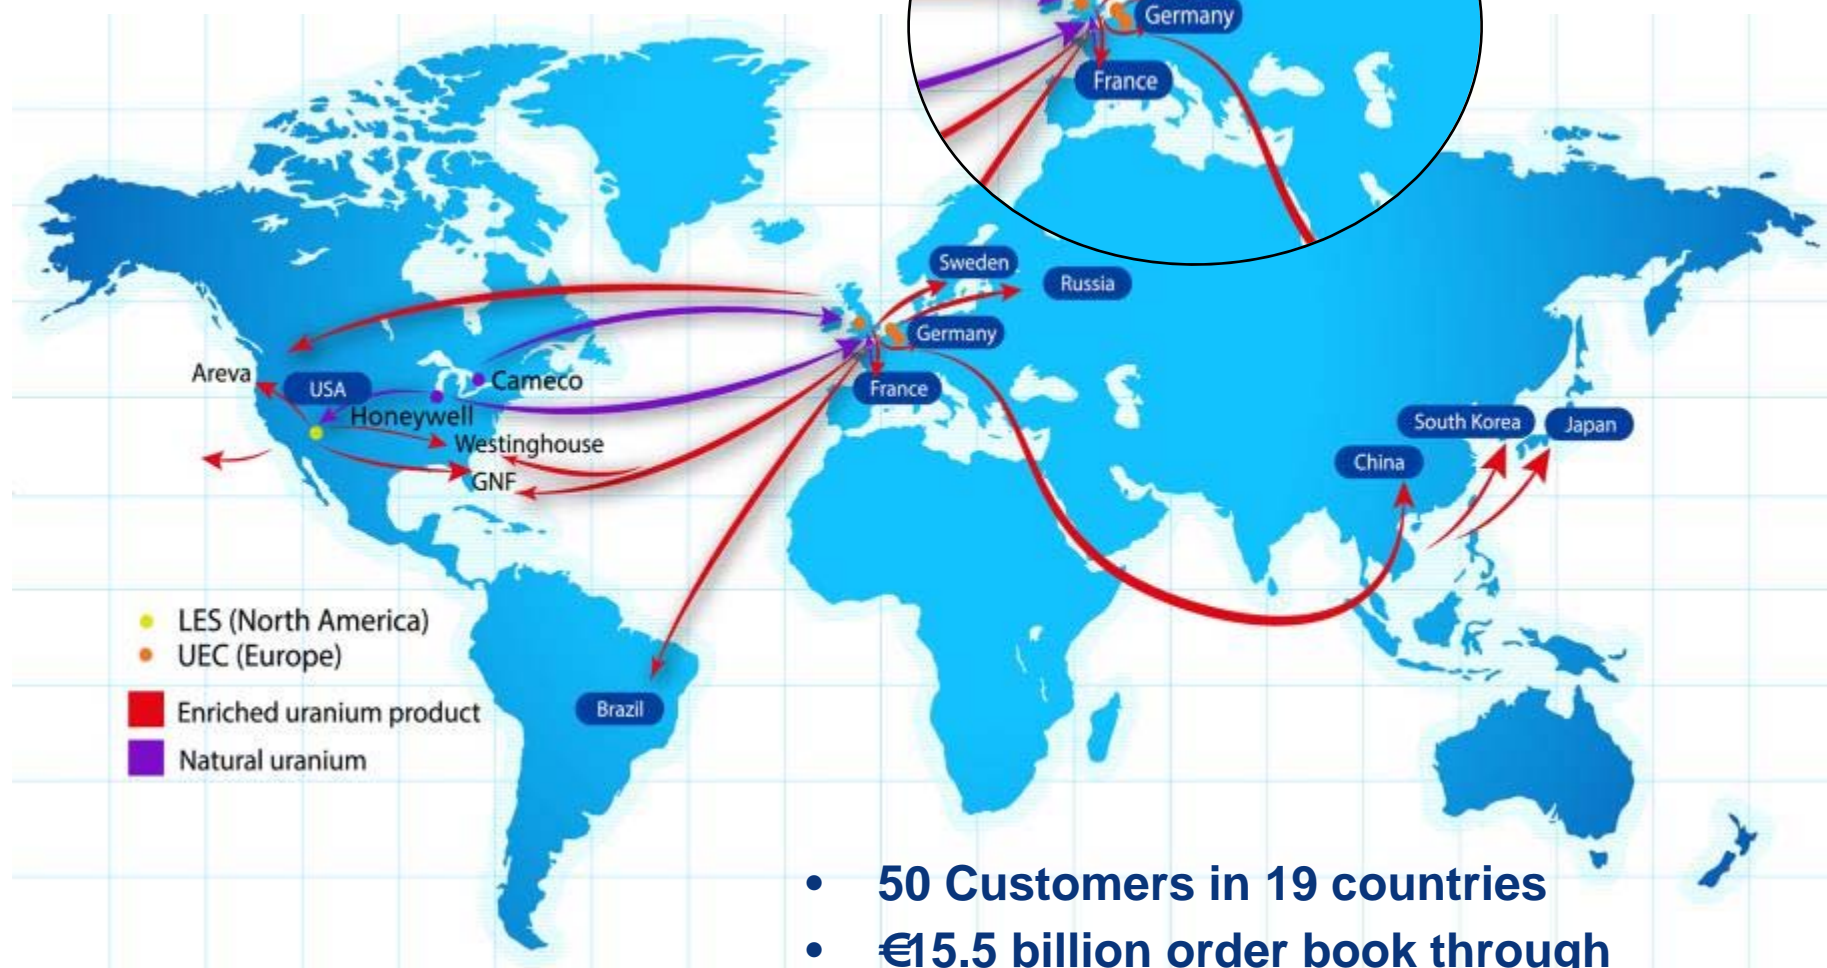 Germany
France
Sweden
Russia
Germany
Areva
USA
Cameco
France
Honeywell
Westinghouse
GNF
South Korea
Japan
China
LES (North America)
UEC (Europe)
Enriched uranium product
Brazil
Natural uranium
• 50 Customers in 19 countries
• €15.5 billion order book through